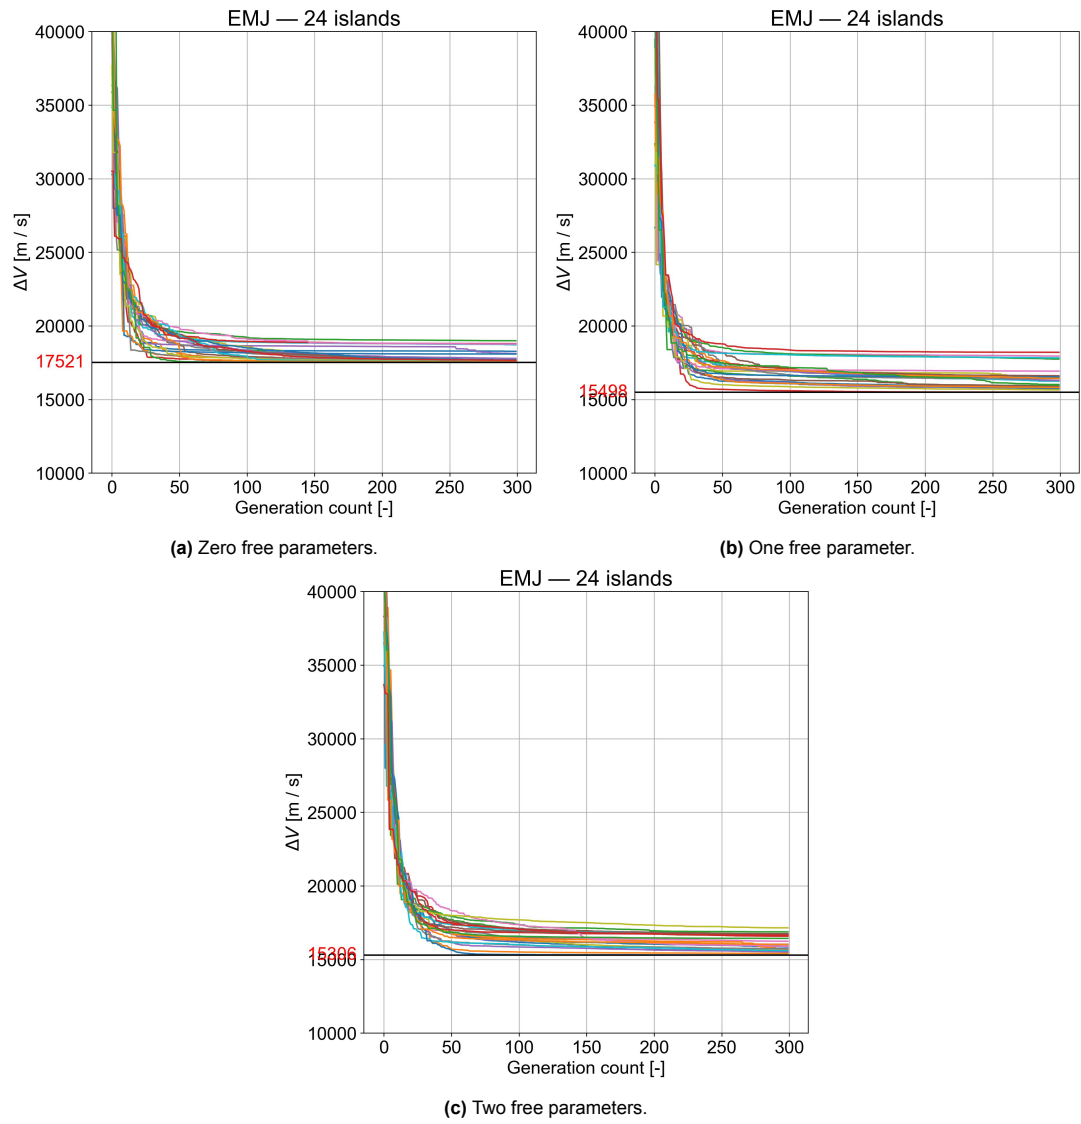 EMJ — 24 islands
40000
35000
30000
25000
20000
17521
15000
10000
ΔV [m / s]
0 50 100 150 200 250 300
Generation count [-]
(a) Zero free parameters.
EMJ — 24 islands
40000
35000
30000
25000
20000
15498
15000
10000
ΔV [m / s]
0 50 100 150 200 250 300
Generation count [-]
(b) One free parameter.
EMJ — 24 islands
40000
35000
30000
25000
20000
15000
10000
ΔV [m / s]
0 50 100 150 200 250 300
Generation count [-]
(c) Two free parameters.